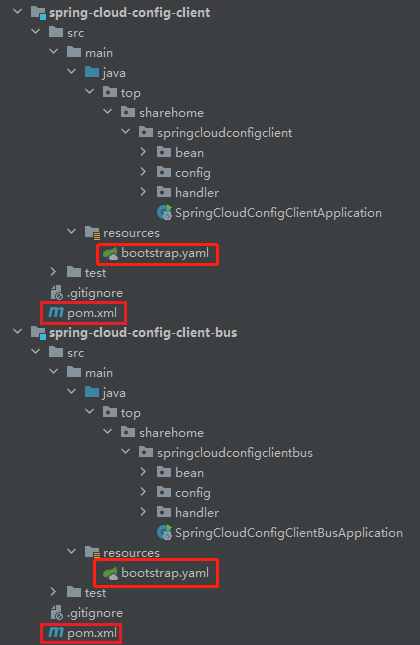 spring-cloud-config-client
src
main
java
top
sharehome
springcloudconfigclient
bean
config
handler
SpringCloudConfigClientApplication
resources
bootstrap.yaml
test
.gitignore
pom.xml
spring-cloud-config-client-bus
src
main
java
top
sharehome
springcloudconfigclientbus
bean
config
handler
SpringCloudConfigClientBusApplication
resources
bootstrap.yaml
test
.gitignore
pom.xml